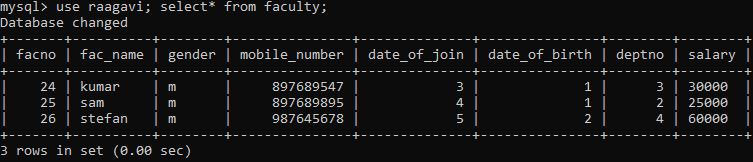 mysql> use raagavi; select* from faculty;
Database changed
+-------+----------+--------+---------------+--------------+---------------+--------+--------+
| facno | fac_name | gender | mobile_number | date_of_join | date_of_birth | deptno | salary |
+-------+----------+--------+---------------+--------------+---------------+--------+--------+
|    24 | kumar    | m      |     897689547 |            3 |             1 |      3 | 30000  |
|    25 | sam      | m      |     897689895 |            4 |             1 |      2 | 25000  |
|    26 | stefan   | m      |     987645678 |            5 |             2 |      4 | 60000  |
+-------+----------+--------+---------------+--------------+---------------+--------+--------+
3 rows in set (0.00 sec)